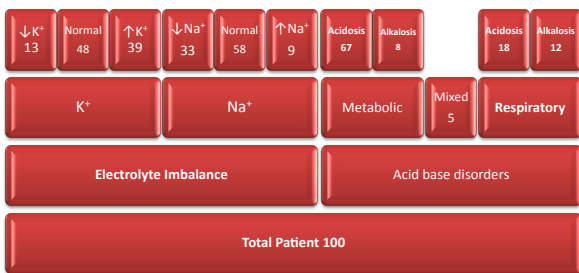 ↓K⁺
13
Normal
48
↑K⁺
39
↓Na⁺
33
Normal
58
↑Na⁺
9
Acidosis
67
Alkalosis
8
Acidosis
18
Alkalosis
12
K⁺
Na⁺
Metabolic
Mixed
5
Respiratory
Electrolyte Imbalance
Acid base disorders
Total Patient 100